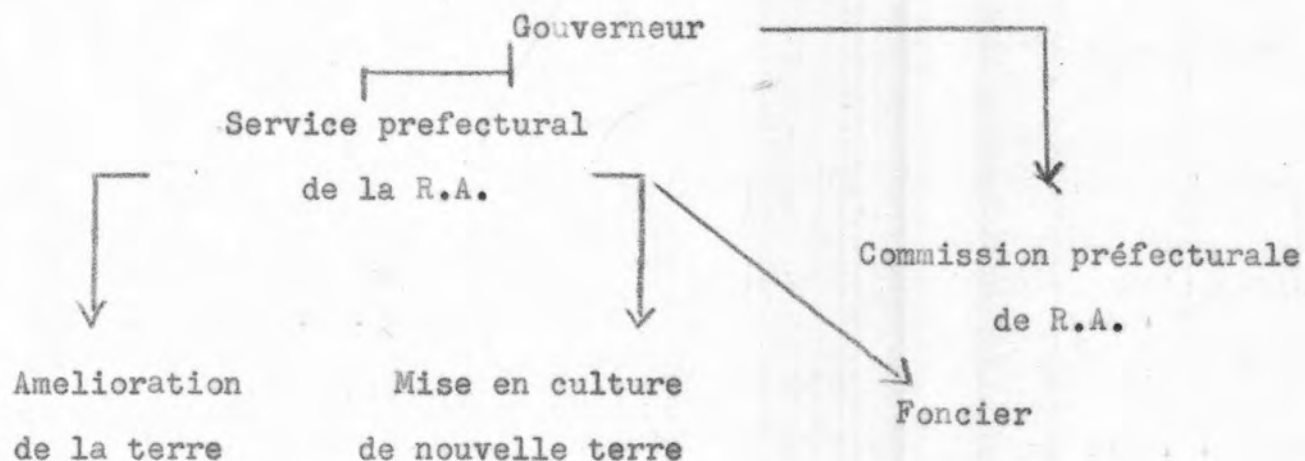 Gouverneur
Service prefectural
de la R.A.
Commission préfecturale
de R.A.
Amelioration
de la terre
Mise en culture
de nouvelle terre
Foncier